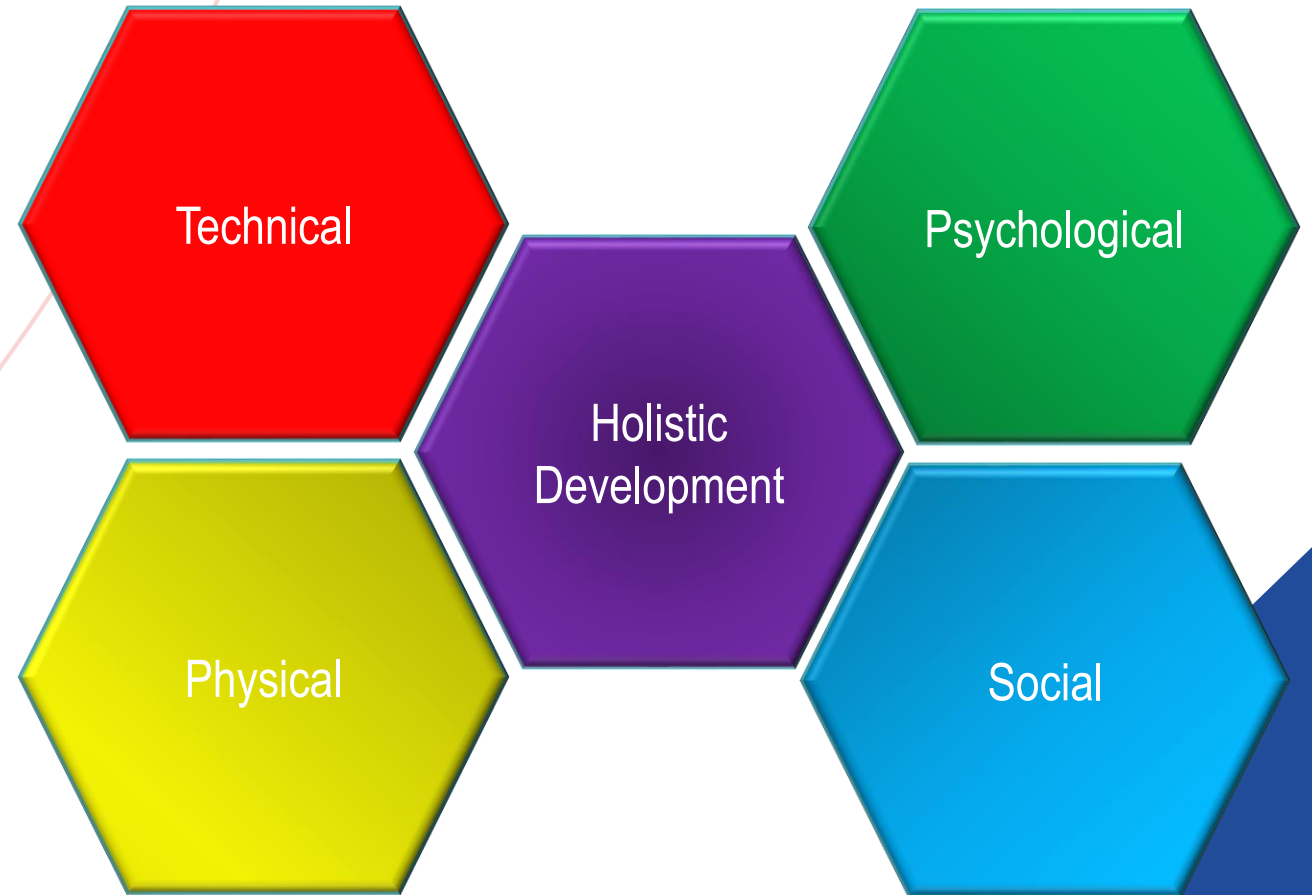 Technical
Psychological
Holistic
Development
Physical
Social